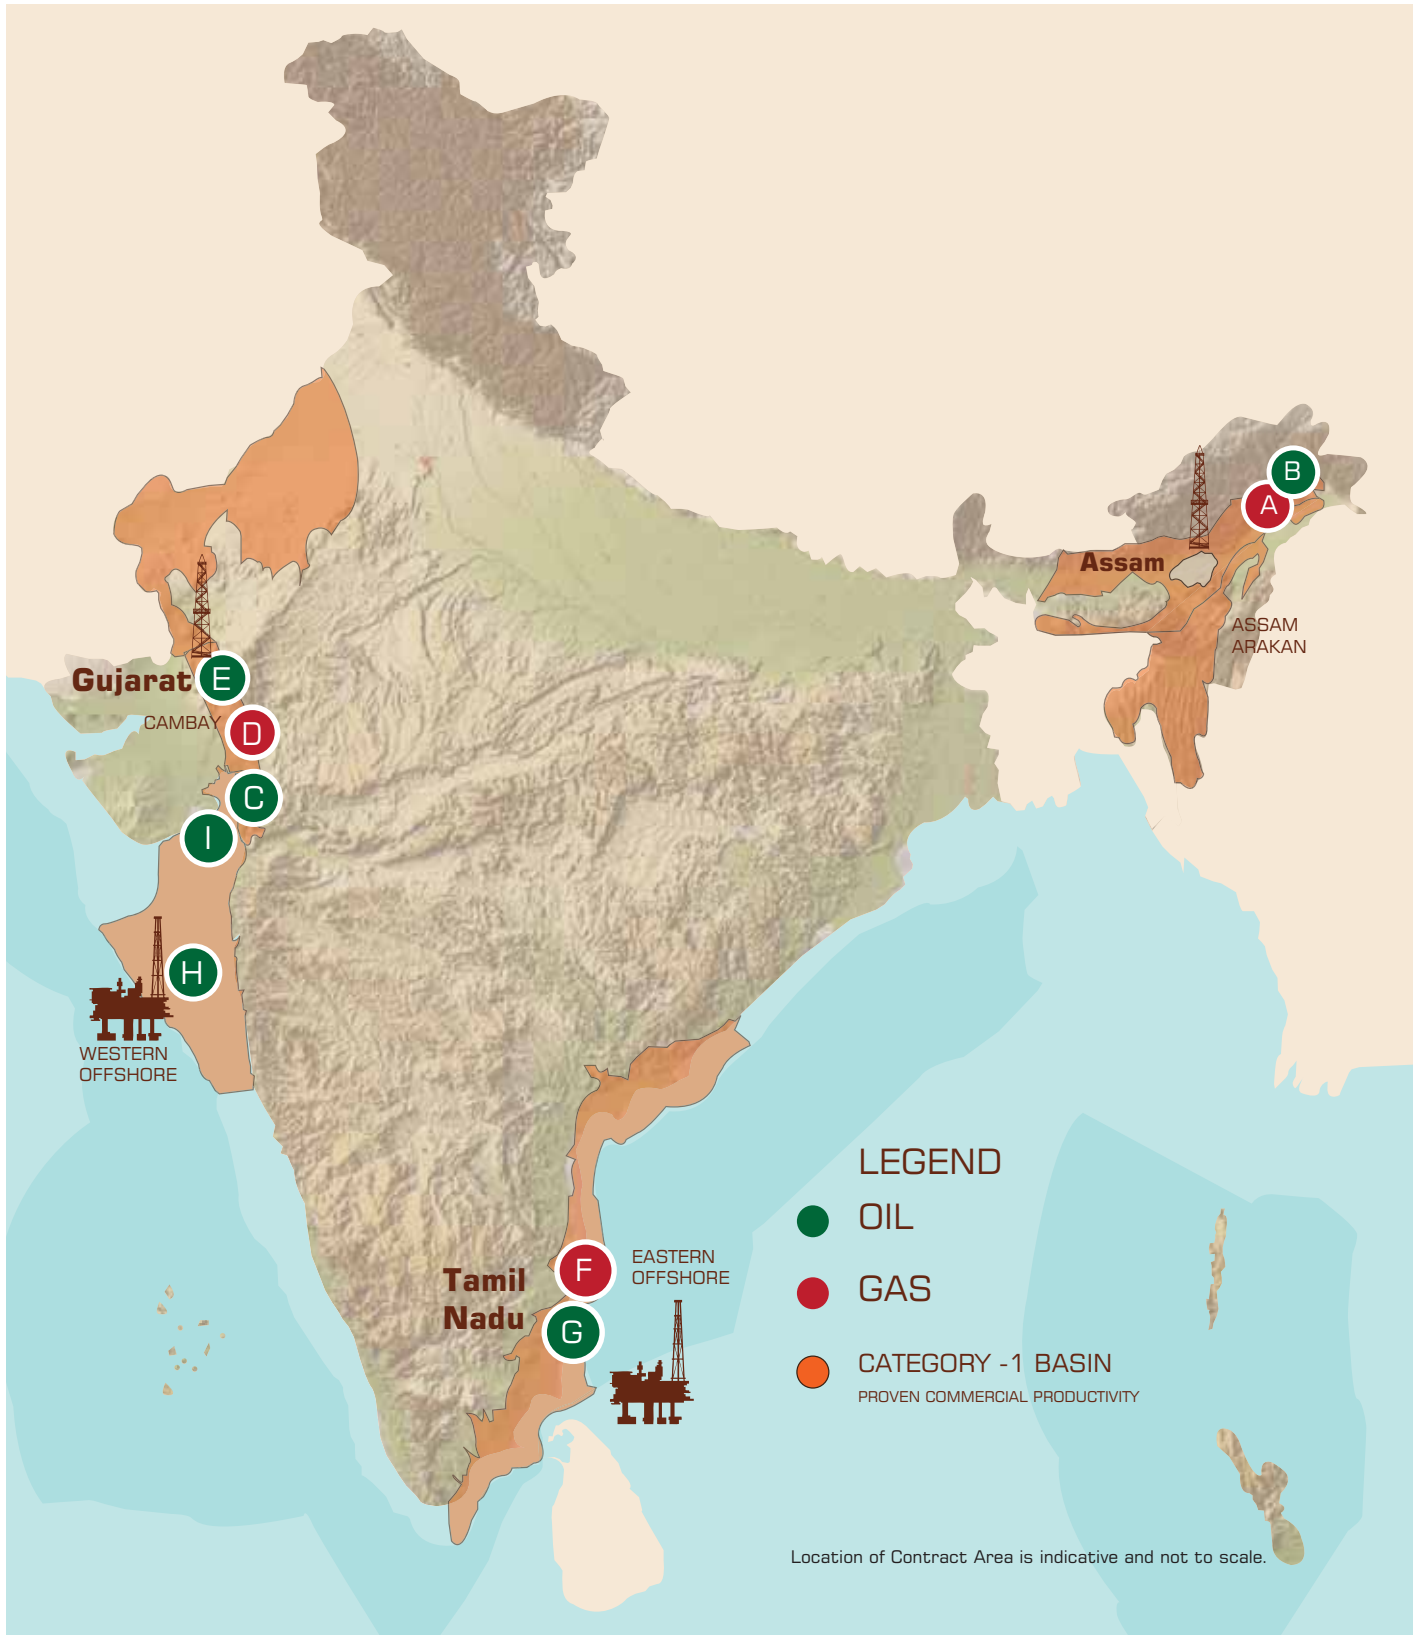 B
A
Assam
ASSAM
ARAKAN
Gujarat
E
CAMBAY
D
C
I
H
WESTERN
OFFSHORE
LEGEND
OIL
GAS
CATEGORY -1 BASIN
PROVEN COMMERCIAL PRODUCTIVITY
F
EASTERN
OFFSHORE
Tamil
Nadu
G
Location of Contract Area is indicative and not to scale.